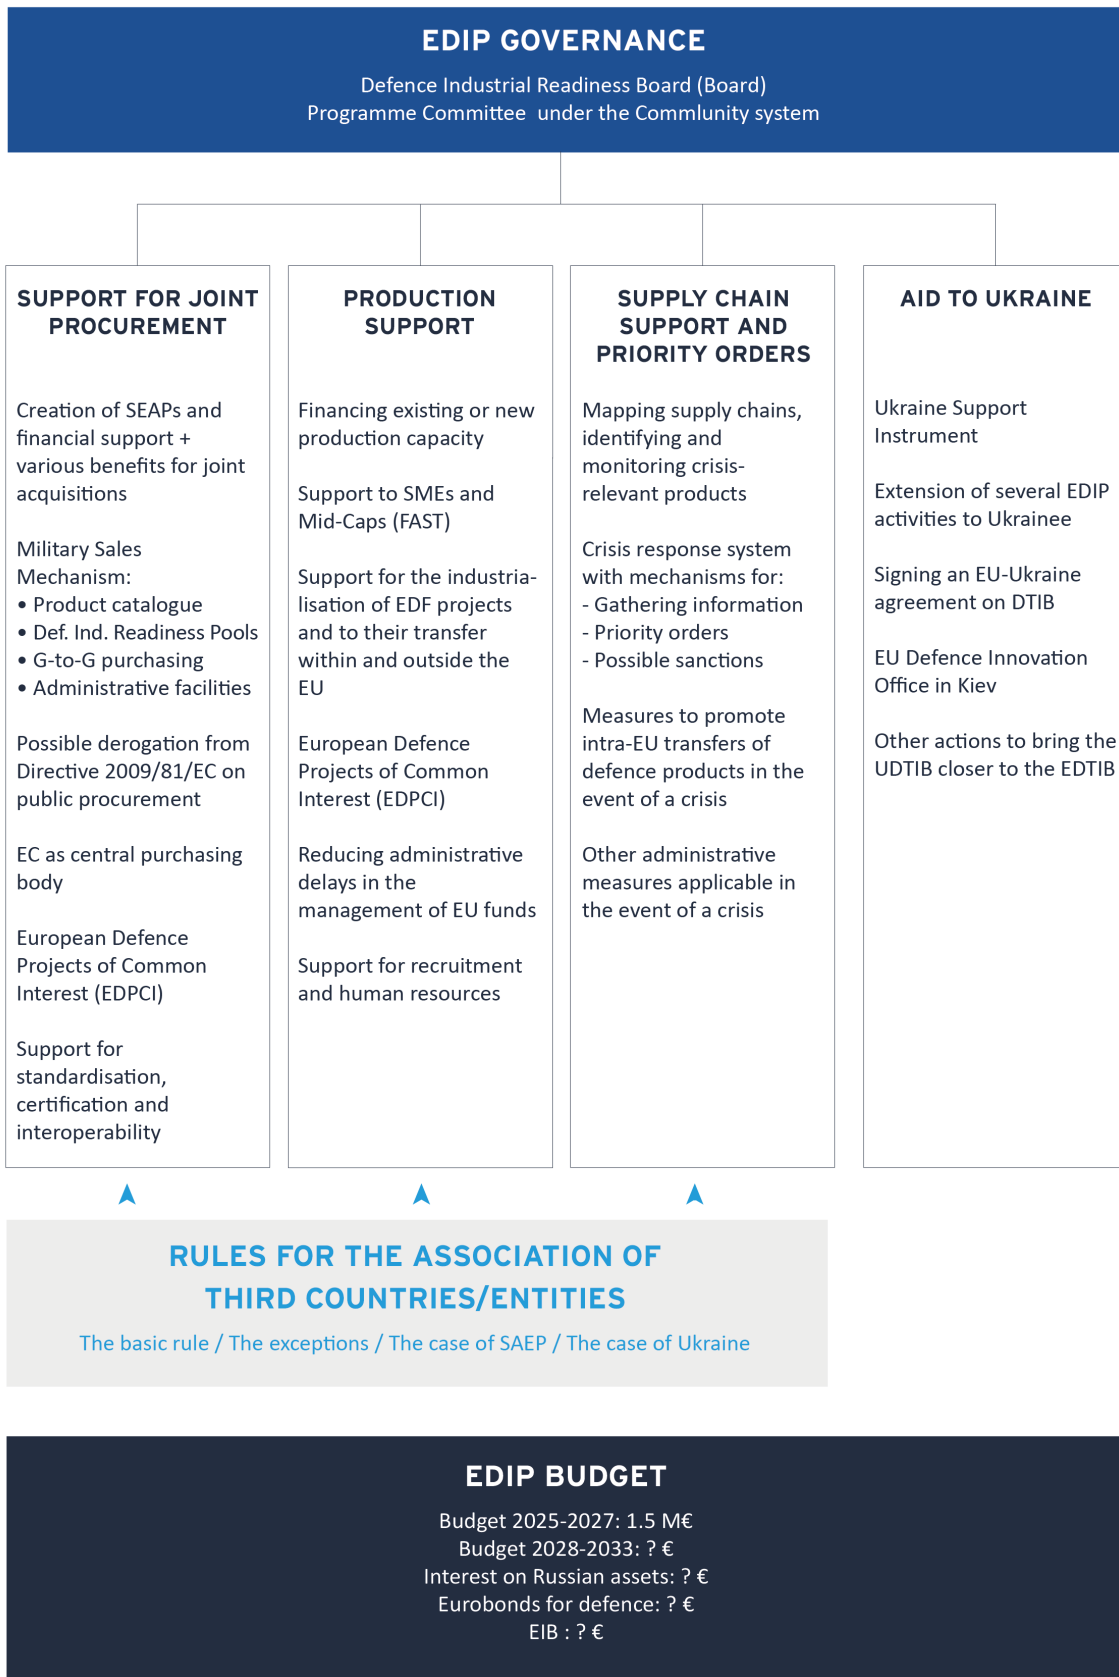 EDIP GOVERNANCE
Defence Industrial Readiness Board (Board)
Programme Committee under the Commlunity system
SUPPORT FOR JOINT
PROCUREMENT
Creation of SEAPs and
financial support +
various benefits for joint
acquisitions
Military Sales
Mechanism:
• Product catalogue
• Def. Ind. Readiness Pools
• G-to-G purchasing
• Administrative facilities
Possible derogation from
Directive 2009/81/EC on
public procurement
EC as central purchasing
body
European Defence
Projects of Common
Interest (EDPCI)
Support for
standardisation,
certification and
interoperability
PRODUCTION
SUPPORT
Financing existing or new
production capacity
Support to SMEs and
Mid-Caps (FAST)
Support for the industria-
lisation of EDF projects
and to their transfer
within and outside the
EU
European Defence
Projects of Common
Interest (EDPCI)
Reducing administrative
delays in the
management of EU funds
Support for recruitment
and human resources
SUPPLY CHAIN
SUPPORT AND
PRIORITY ORDERS
Mapping supply chains,
identifying and
monitoring crisis-
relevant products
Crisis response system
with mechanisms for:
- Gathering information
- Priority orders
- Possible sanctions
Measures to promote
intra-EU transfers of
defence products in the
event of a crisis
Other administrative
measures applicable in
the event of a crisis
AID TO UKRAINE
Ukraine Support
Instrument
Extension of several EDIP
activities to Ukrainee
Signing an EU-Ukraine
agreement on DTIB
EU Defence Innovation
Office in Kiev
Other actions to bring the
UDTIB closer to the EDTIB
RULES FOR THE ASSOCIATION OF
THIRD COUNTRIES/ENTITIES
The basic rule / The exceptions / The case of SAEP / The case of Ukraine
EDIP BUDGET
Budget 2025-2027: 1.5 M€
Budget 2028-2033: ? €
Interest on Russian assets: ? €
Eurobonds for defence: ? €
EIB : ? €